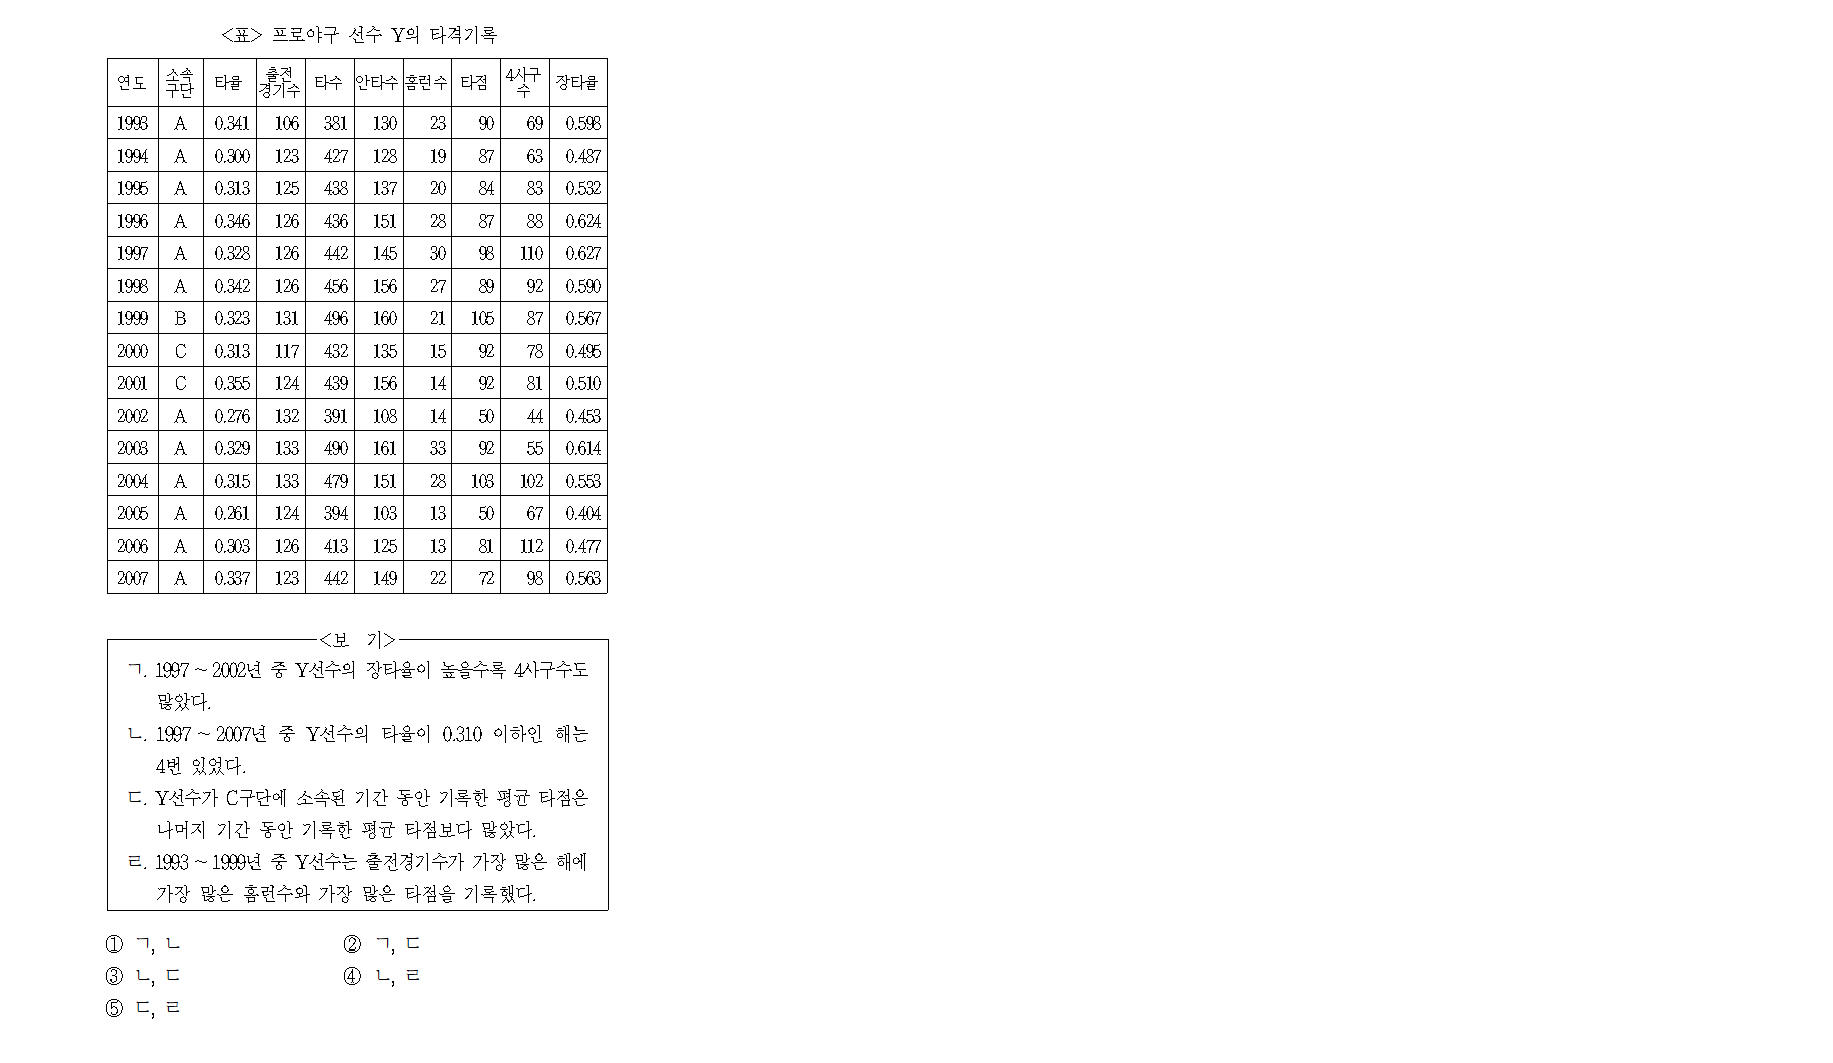 <표> 프로야구 선수 Y의 타격기록
연도 소속구단 타율 출전경기수 타수 안타수 홈런수 타점 4사구수 장타율
1993 A 0.341 106 381 130 23 90 69 0.598
1994 A 0.300 123 427 128 19 87 63 0.487
1995 A 0.313 125 438 137 20 84 83 0.532
1996 A 0.346 126 436 151 28 87 88 0.624
1997 A 0.328 126 442 145 30 98 110 0.627
1998 A 0.342 126 456 156 27 89 92 0.590
1999 B 0.323 131 496 160 21 105 87 0.567
2000 C 0.313 117 432 135 15 92 78 0.495
2001 C 0.355 124 439 156 14 92 81 0.510
2002 A 0.276 132 391 108 14 50 44 0.453
2003 A 0.329 133 490 161 33 92 55 0.614
2004 A 0.315 133 479 151 28 103 102 0.553
2005 A 0.261 124 394 103 13 50 67 0.404
2006 A 0.303 126 413 125 13 81 112 0.477
2007 A 0.337 123 442 149 22 72 98 0.563
<보 기>
ㄱ. 1997 ~ 2002년 중 Y선수의 장타율이 높을수록 4사구수도
많았다.
ㄴ. 1997 ~ 2007년 중 Y선수의 타율이 0.310 이하인 해는
4번 있었다.
ㄷ. Y선수가 C구단에 소속된 기간 동안 기록한 평균 타점은
나머지 기간 동안 기록한 평균 타점보다 많았다.
ㄹ. 1993 ~ 1999년 중 Y선수는 출전경기수가 가장 많은 해에
가장 많은 홈런수와 가장 많은 타점을 기록했다.
① ㄱ, ㄴ ② ㄱ, ㄷ
③ ㄴ, ㄷ ④ ㄴ, ㄹ
⑤ ㄷ, ㄹ